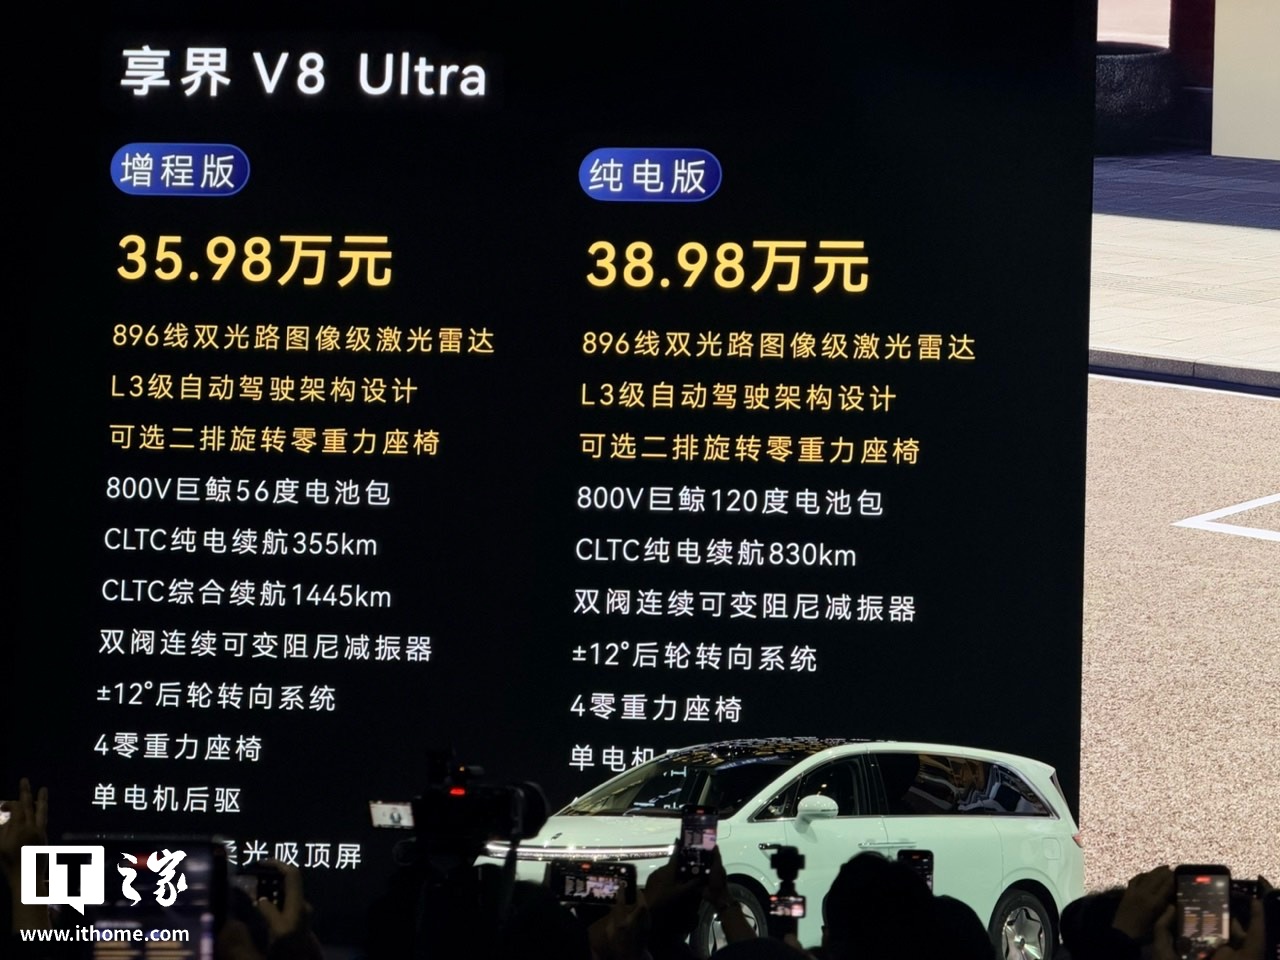 享界 V8 Ultra
增程版
35.98万元
896线双光路图像级激光雷达
L3级自动驾驶架构设计
可选二排旋转零重力座椅
800V巨鲸56度电池包
CLTC纯电续航355km
CLTC综合续航1445km
双阀连续可变阻尼减振器
±12°后轮转向系统
4零重力座椅
单电机后驱
柔光吸顶屏
纯电版
38.98万元
896线双光路图像级激光雷达
L3级自动驾驶架构设计
可选二排旋转零重力座椅
800V巨鲸120度电池包
CLTC纯电续航830km
双阀连续可变阻尼减振器
±12°后轮转向系统
4零重力座椅
单电机
IT之家
www.ithome.com